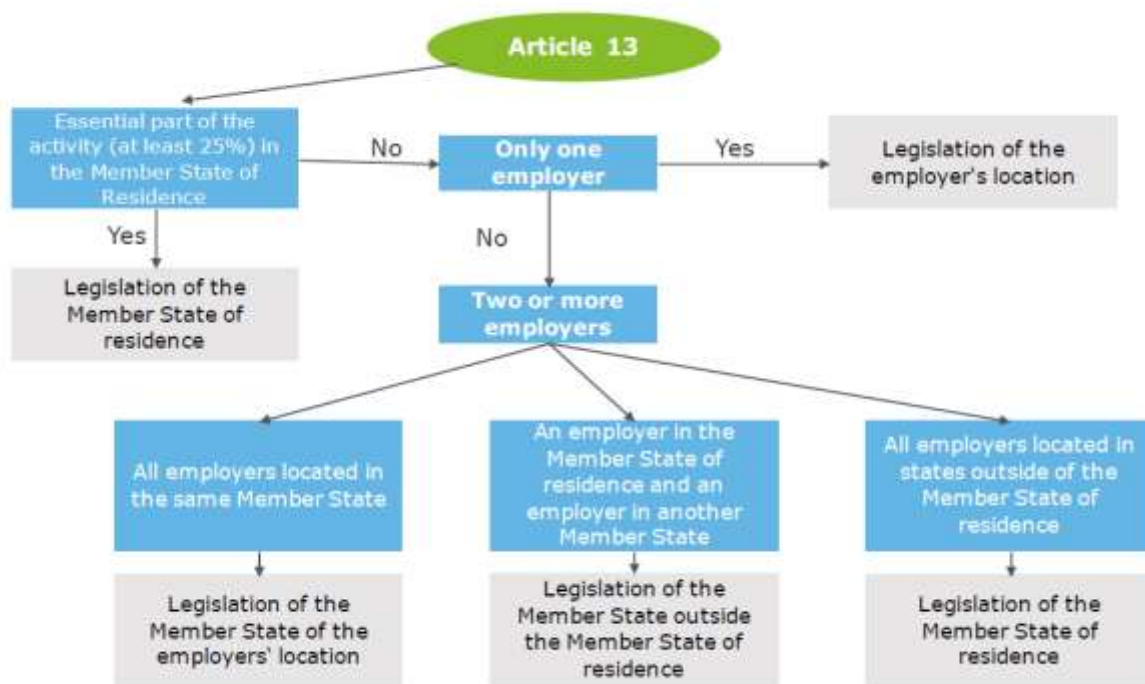 Article 13
Essential part of the
activity (at least 25%) in
the Member State of
Residence
No
Only one
employer
Yes
Legislation of the
employer's location
Yes
Legislation of the
Member State of
residence
No
Two or more
employers
All employers located in
the same Member State
An employer in the
Member State of
residence and an
employer in another
Member State
All employers located in
states outside of the
Member State of
residence
Legislation of the
Member State of the
employers' location
Legislation of the
Member State outside
the Member State of
residence
Legislation of the
Member State of
residence